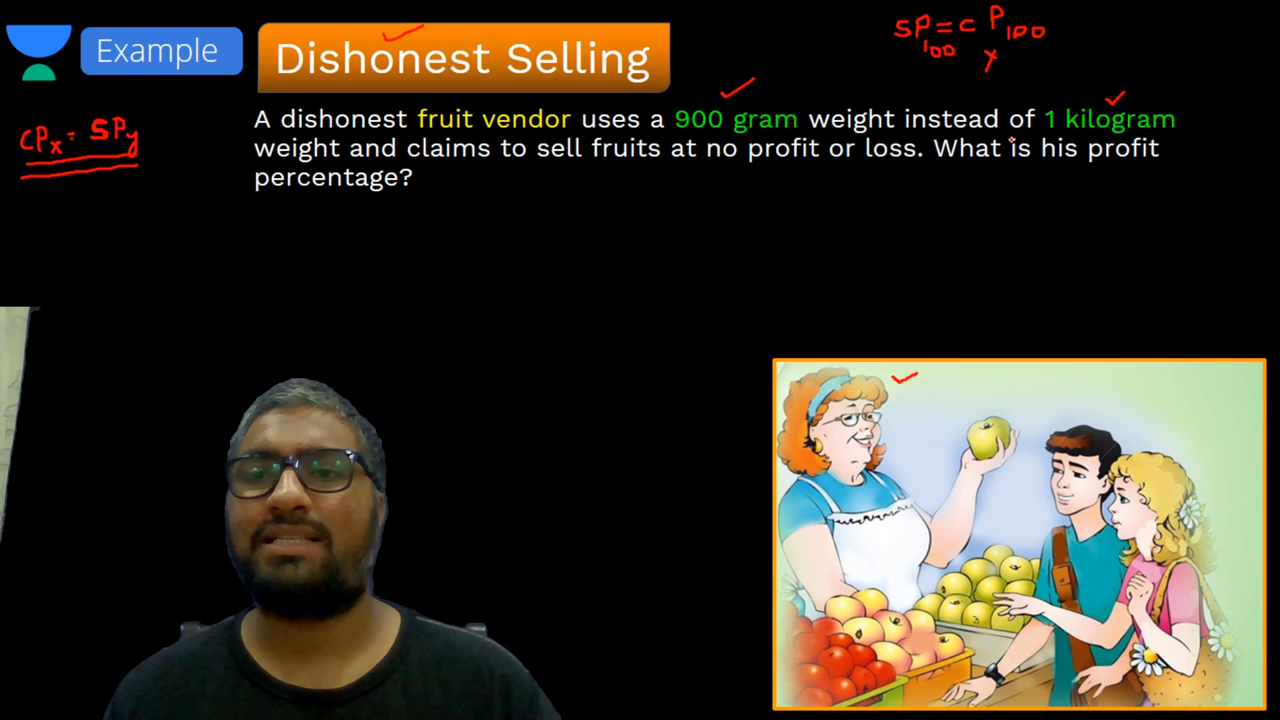 Example
Dishonest Selling
SP = C P100
100
x
CPx = SPy
A dishonest fruit vendor uses a 900 gram weight instead of 1 kilogram
weight and claims to sell fruits at no profit or loss. What is his profit
percentage?